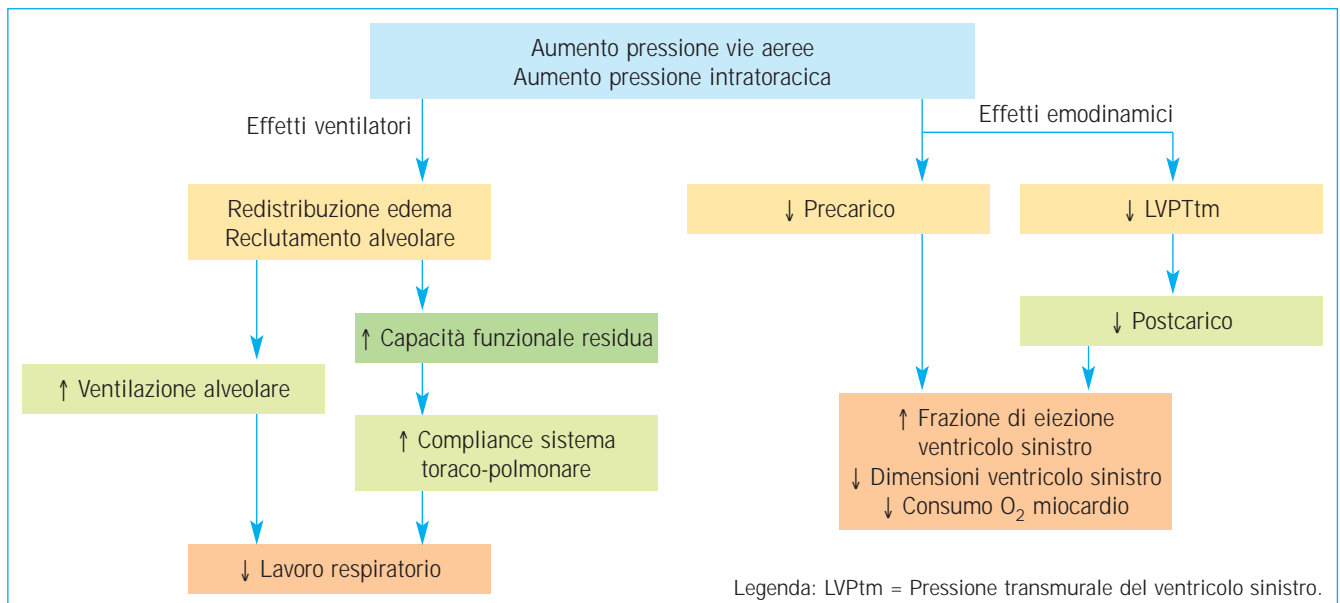 Aumento pressione vie aeree
Aumento pressione intratoracica
Effetti ventilatori
Effetti emodinamici
Redistribuzione edema
Reclutamento alveolare
↓ Precarico
↓ LVPTtm
↑ Capacità funzionale residua
↓ Postcarico
↑ Ventilazione alveolare
↑ Compliance sistema
toraco-polmonare
↑ Frazione di eiezione
ventricolo sinistro
↓ Dimensioni ventricolo sinistro
↓ Consumo O₂ miocardio
↓ Lavoro respiratorio
Legenda: LVPtm = Pressione transmurale del ventricolo sinistro.